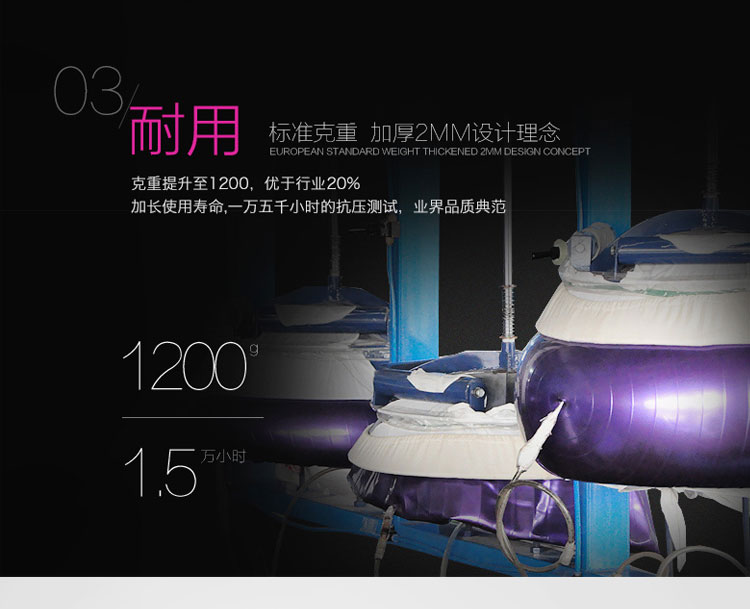 03/
耐用
标准克重 加厚2MM设计理念
EUROPEAN STANDARD WEIGHT THICKENED 2MM DESIGN CONCEPT
克重提升至1200，优于行业20%
加长使用寿命,一万五千小时的抗压测试，业界品质典范
1200g
1.5万小时